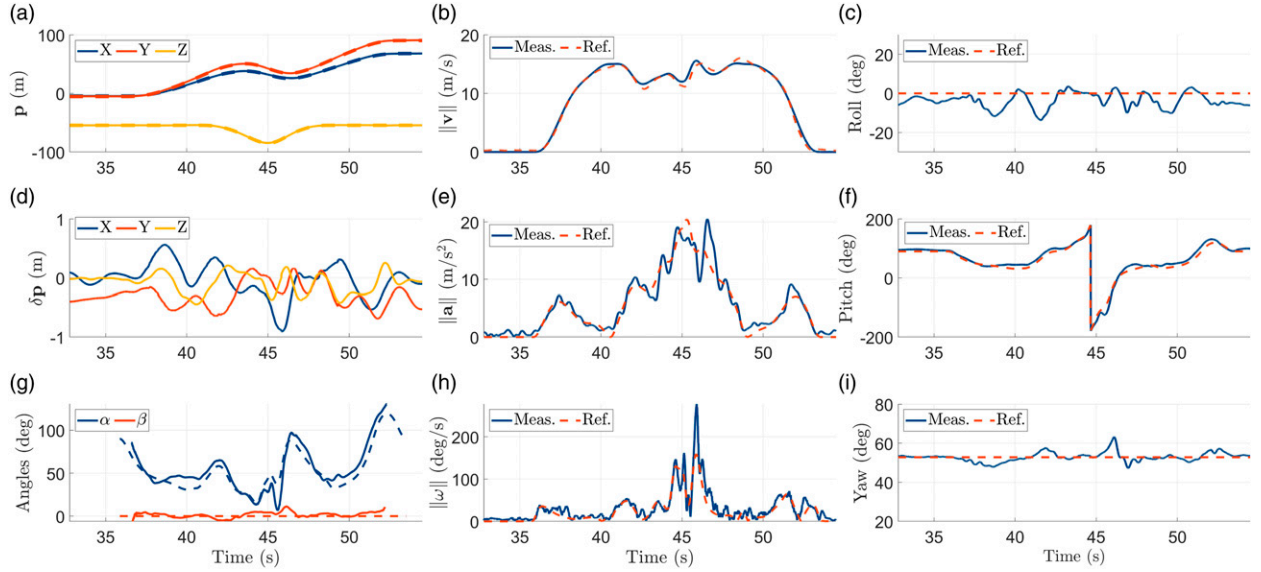 (a)
100
X Y Z
p (m)
0
-100
35 40 45 50
(b)
20
Meas. Ref.
||v|| (m/s)
10
0
35 40 45 50
(c)
20
Meas. Ref.
Roll (deg)
0
-20
35 40 45 50
(d)
1
X Y Z
δp (m)
0
-1
35 40 45 50
(e)
20
Meas. Ref.
||a|| (m/s²)
10
0
35 40 45 50
(f)
200
Meas. Ref.
Pitch (deg)
0
-200
35 40 45 50
(g)
α β
100
Angles (deg)
50
0
35 40 45 50
Time (s)
(h)
Meas. Ref.
200
||ω|| (deg/s)
100
0
35 40 45 50
Time (s)
(i)
80
Meas. Ref.
Yaw (deg)
60
40
20
35 40 45 50
Time (s)